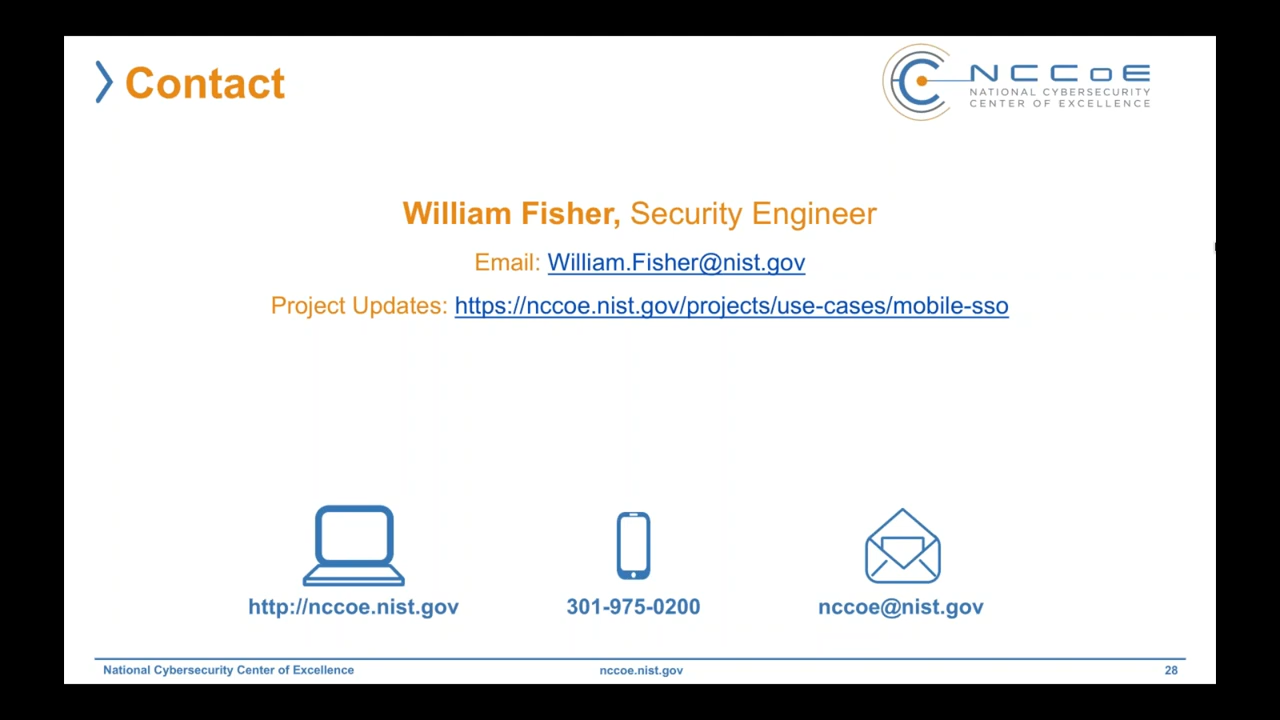 Contact
NCCoE
NATIONAL CYBERSECURITY
CENTER OF EXCELLENCE
William Fisher, Security Engineer
Email: William.Fisher@nist.gov
Project Updates: https://nccoe.nist.gov/projects/use-cases/mobile-sso
http://nccoe.nist.gov
301-975-0200
nccoe@nist.gov
National Cybersecurity Center of Excellence
nccoe.nist.gov
28